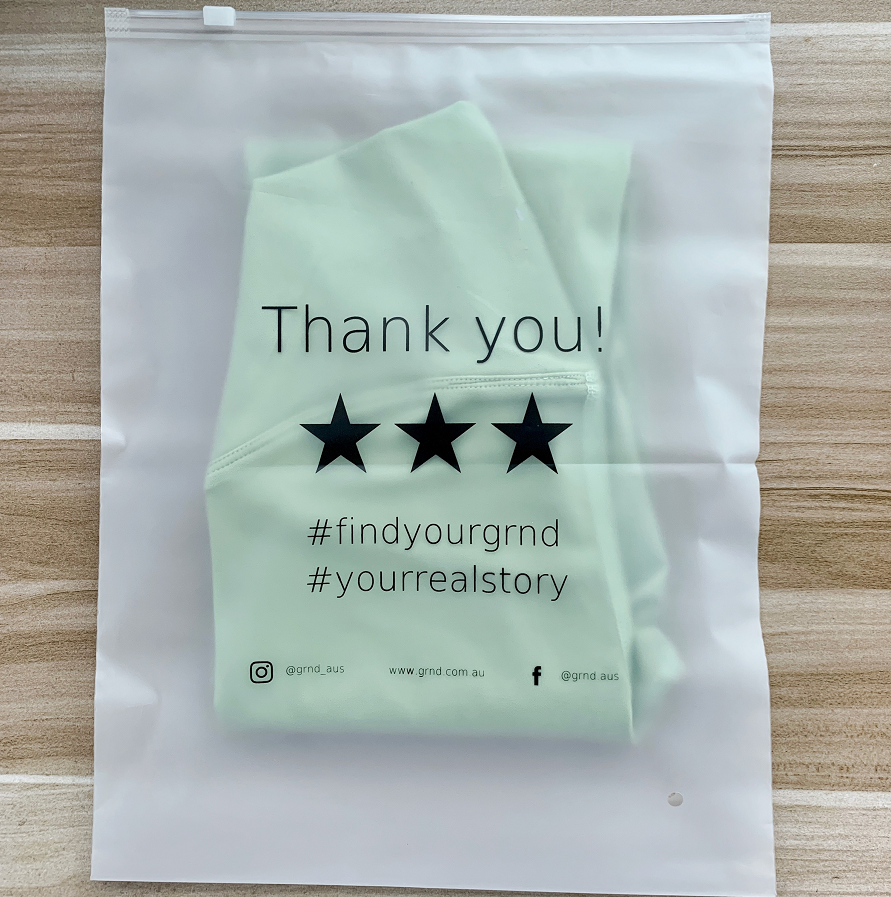 Thank you!
#findyourgrnd
#yourrealstory
@grnd_aus www.grnd.com.au @grnd.aus